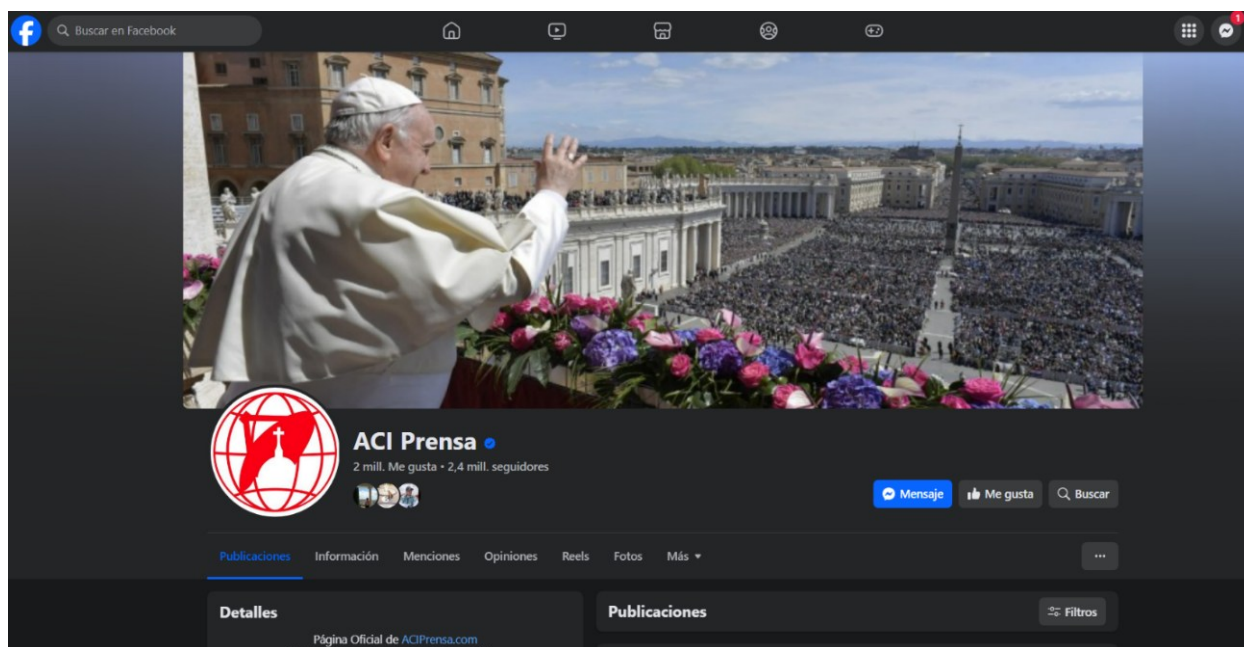 Buscar en Facebook
1
ACI Prensa
2 mill. Me gusta • 2,4 mill. seguidores
Mensaje
Me gusta
Buscar
Publicaciones Información Menciones Opiniones Reels Fotos Más
Detalles
Publicaciones
Filtros
Página Oficial de ACIPrensa.com